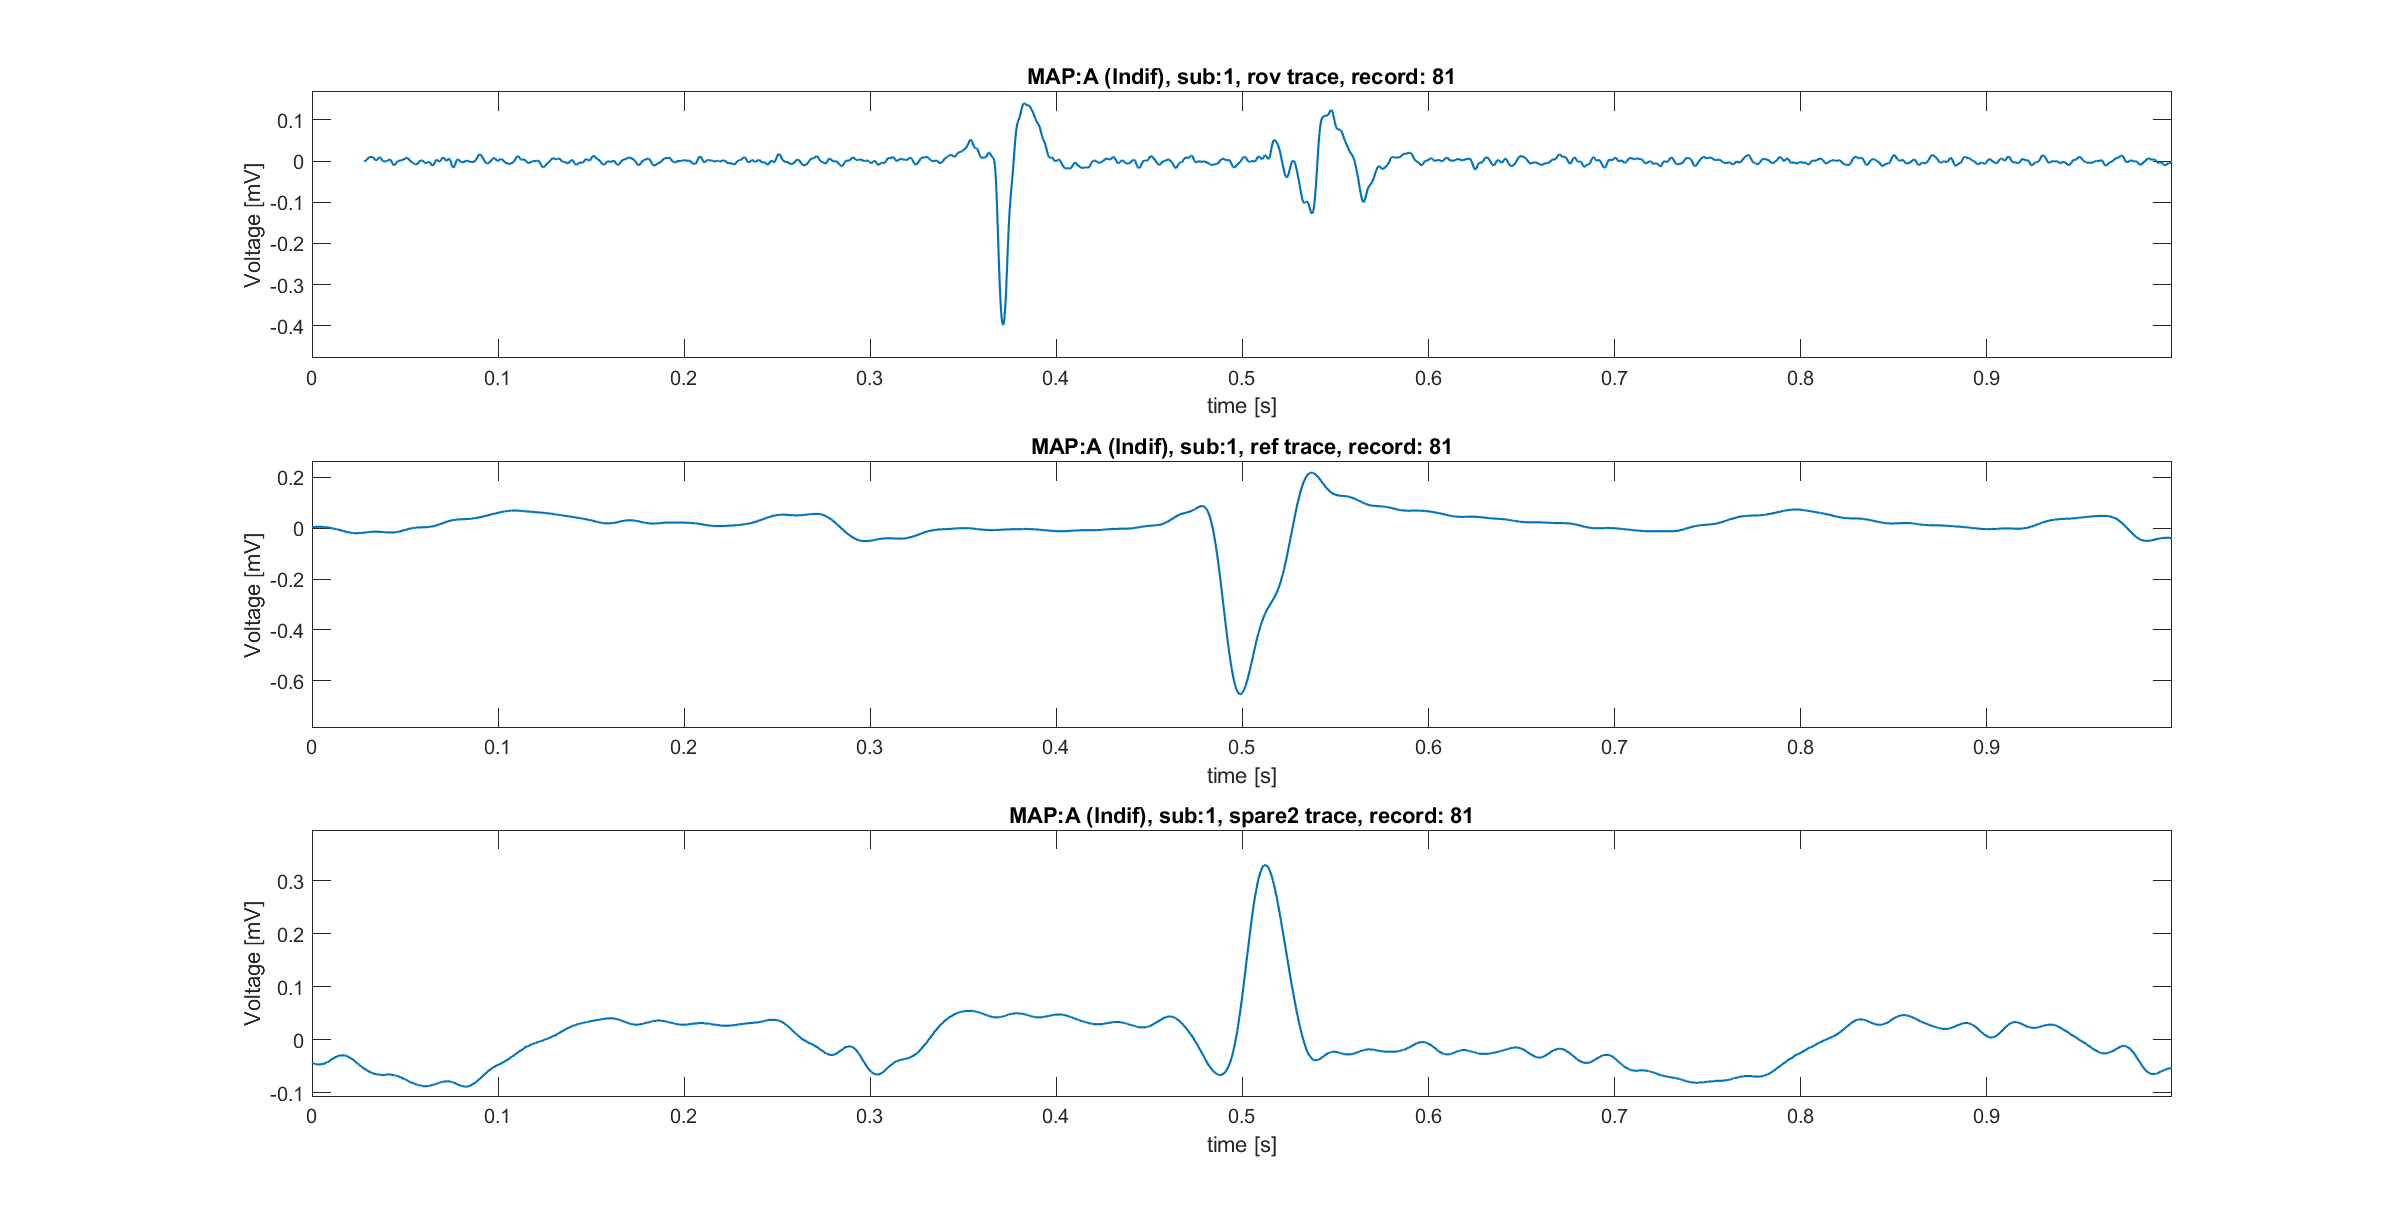 MAP:A (Indif), sub:1, rov trace, record: 81
Voltage [mV]
0.1
0
-0.1
-0.2
-0.3
-0.4
0 0.1 0.2 0.3 0.4 0.5 0.6 0.7 0.8 0.9
time [s]
MAP:A (Indif), sub:1, ref trace, record: 81
Voltage [mV]
0.2
0
-0.2
-0.4
-0.6
0 0.1 0.2 0.3 0.4 0.5 0.6 0.7 0.8 0.9
time [s]
MAP:A (Indif), sub:1, spare2 trace, record: 81
Voltage [mV]
0.3
0.2
0.1
0
-0.1
0 0.1 0.2 0.3 0.4 0.5 0.6 0.7 0.8 0.9
time [s]